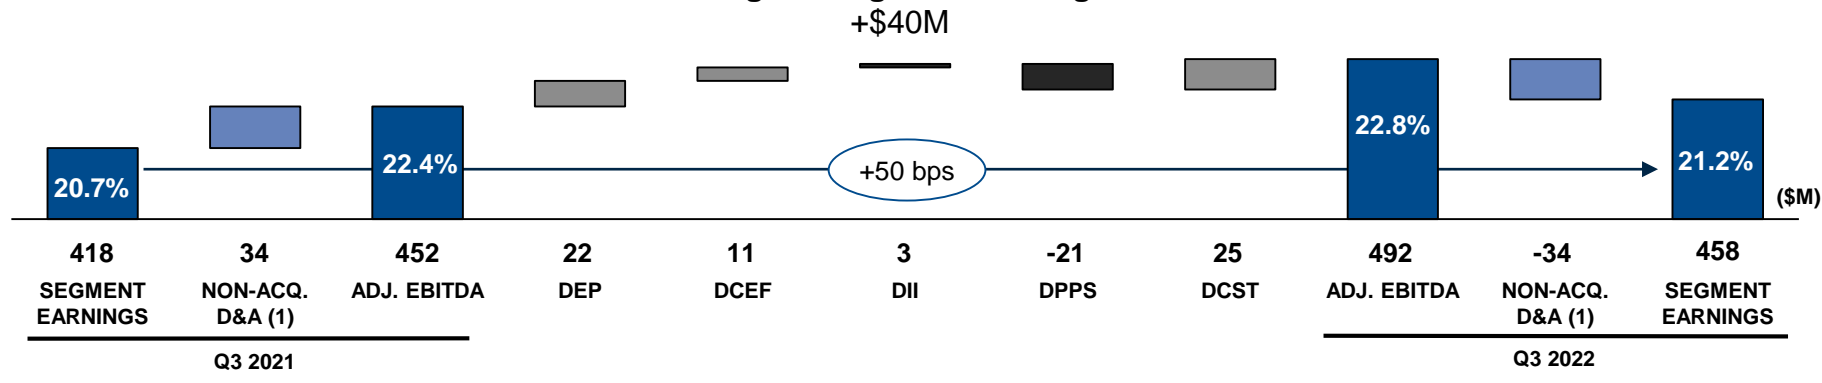 +$40M
20.7%
22.4%
+50 bps
22.8%
21.2%
($M)
418 34 452 22 11 3 -21 25 492 -34 458
SEGMENT EARNINGS NON-ACQ. D&A (1) ADJ. EBITDA DEP DCEF DII DPPS DCST ADJ. EBITDA NON-ACQ. D&A (1) SEGMENT EARNINGS
Q3 2021 Q3 2022